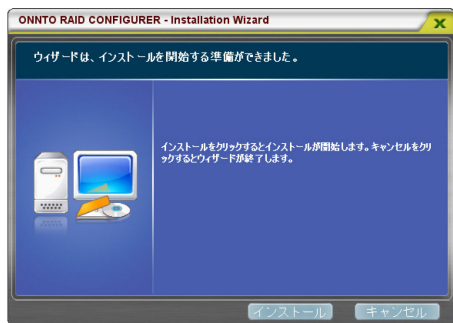 ONNTO RAID CONFIGURER - Installation Wizard
ウィザードは、インストールを開始する準備ができました。
インストールをクリックするとインストールが開始します。キャンセルをクリ
ックするとウィザードが終了します。
インストール キャンセル